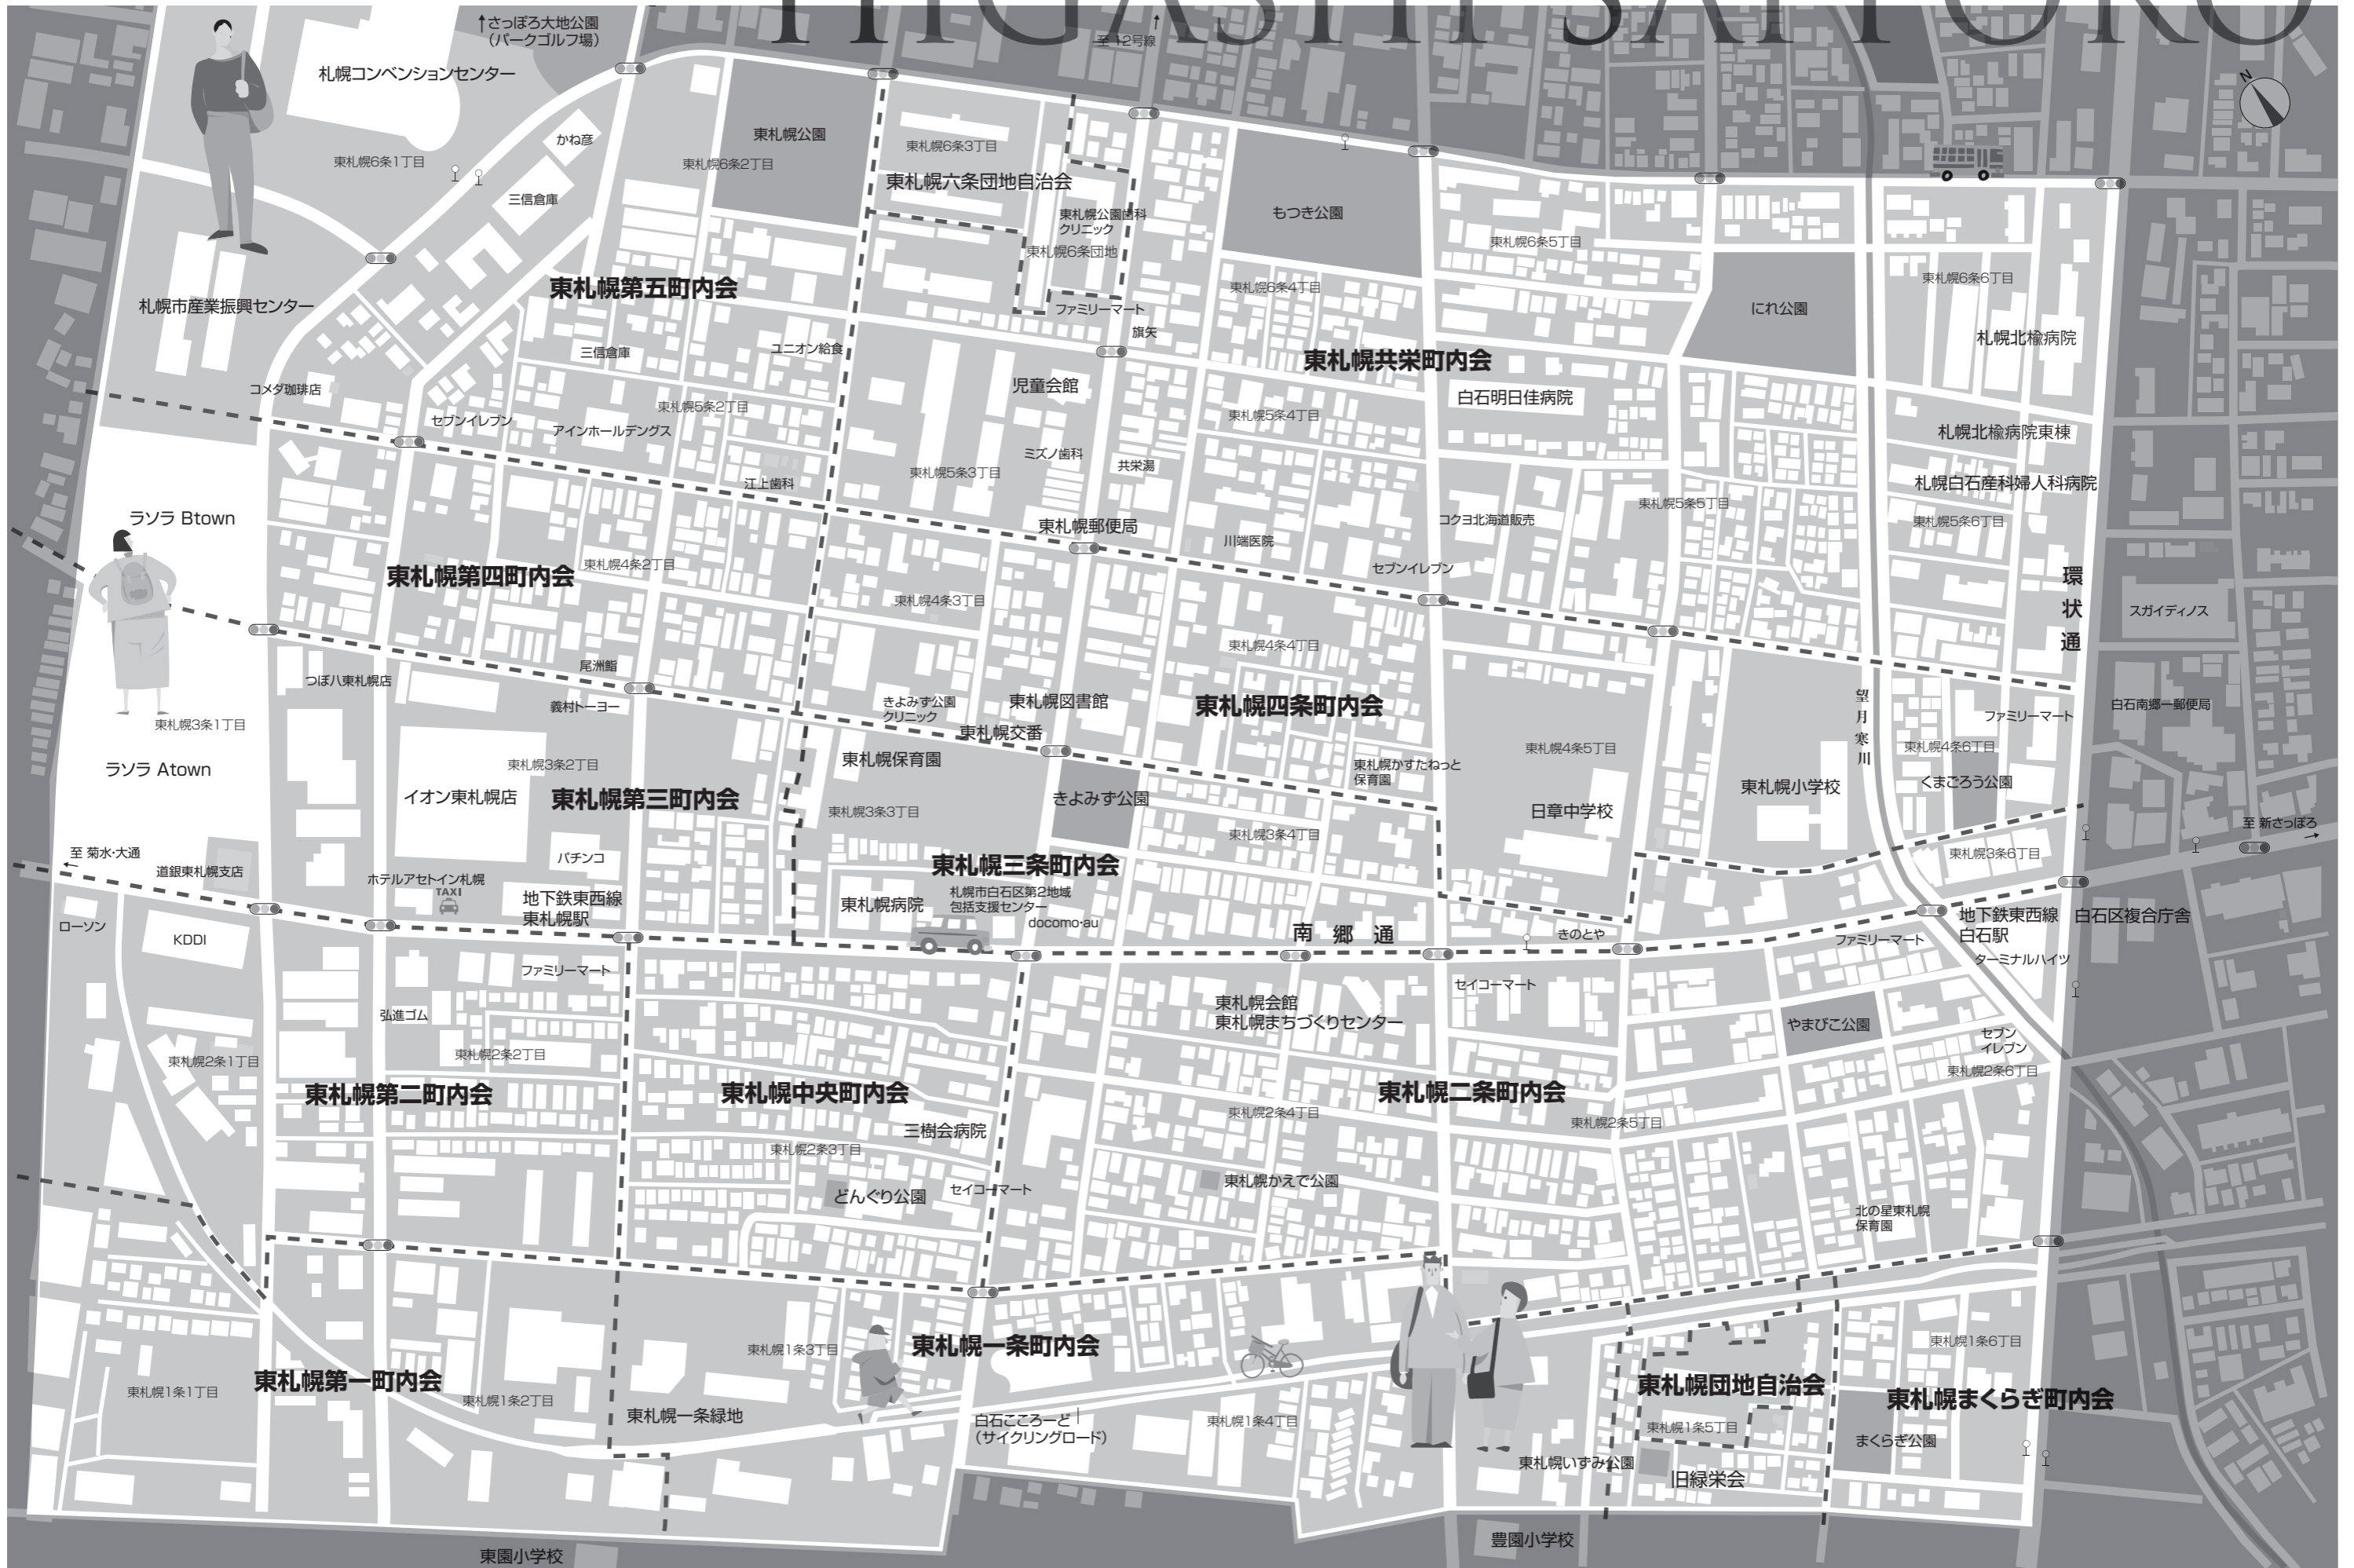 HIGASHI SAPPORO
↑さっぽろ大地公園
（パークゴルフ場）
至 12号線
札幌コンベンションセンター
N
かね彦
東札幌公園
東札幌6条1丁目
東札幌6条2丁目
東札幌6条3丁目
東札幌六条団地自治会
三信倉庫
東札幌公園歯科
クリニック
もつき公園
東札幌6条団地
東札幌6条5丁目
東札幌第五町内会
東札幌6条4丁目
東札幌6条6丁目
札幌市産業振興センター
ファミリーマート
にれ公園
旗矢
札幌北楡病院
三信倉庫
ユニオン給食
東札幌共栄町内会
コメダ珈琲店
児童会館
白石明日佳病院
東札幌5条2丁目
東札幌5条4丁目
セブンイレブン
アインホールデングス
札幌北楡病院東棟
ミズノ歯科
共栄湯
東札幌5条3丁目
江上歯科
札幌白石産科婦人科病院
東札幌5条5丁目
ラソラ Btown
東札幌郵便局
コクヨ北海道販売
東札幌5条6丁目
川端医院
東札幌第四町内会
東札幌4条2丁目
セブンイレブン
環状通
東札幌4条3丁目
スガイディノス
東札幌4条4丁目
尾洲鮨
つぼ八東札幌店
義村トーヨー
きよみず公園
クリニック
東札幌図書館
東札幌四条町内会
望月寒川
白石南郷一郵便局
ファミリーマート
東札幌3条1丁目
東札幌交番
東札幌4条5丁目
東札幌4条6丁目
ラソラ Atown
東札幌3条2丁目
東札幌保育園
東札幌かすたねっと
保育園
東札幌小学校
くまごろう公園
イオン東札幌店
東札幌第三町内会
きよみず公園
東札幌3条3丁目
日章中学校
東札幌3条4丁目
至 新さっぽろ
→
至 菊水・大通
←
パチンコ
東札幌三条町内会
東札幌3条6丁目
道銀東札幌支店
ホテルアセトイン札幌
TAXI
札幌市白石区第2地域
包括支援センター
地下鉄東西線
東札幌駅
東札幌病院
docomo・au
ローソン
KDDI
南郷通
きのとや
ファミリーマート
地下鉄東西線
白石駅
白石区複合庁舎
ターミナルハイツ
ファミリーマート
セイコーマート
弘進ゴム
東札幌会館
東札幌まちづくりセンター
やまびこ公園
セブン
イレブン
東札幌2条1丁目
東札幌2条2丁目
東札幌2条6丁目
東札幌第二町内会
東札幌中央町内会
東札幌二条町内会
東札幌2条4丁目
東札幌2条5丁目
三樹会病院
東札幌2条3丁目
東札幌かえで公園
どんぐり公園
セイコーマート
北の星東札幌
保育園
東札幌1条3丁目
東札幌一条町内会
東札幌1条6丁目
東札幌1条1丁目
東札幌第一町内会
東札幌1条2丁目
東札幌団地自治会
東札幌まくらぎ町内会
東札幌一条緑地
白石こころーど
（サイクリングロード）
東札幌1条4丁目
東札幌1条5丁目
まくらぎ公園
東札幌いずみ公園
旧緑栄会
豊園小学校
東園小学校